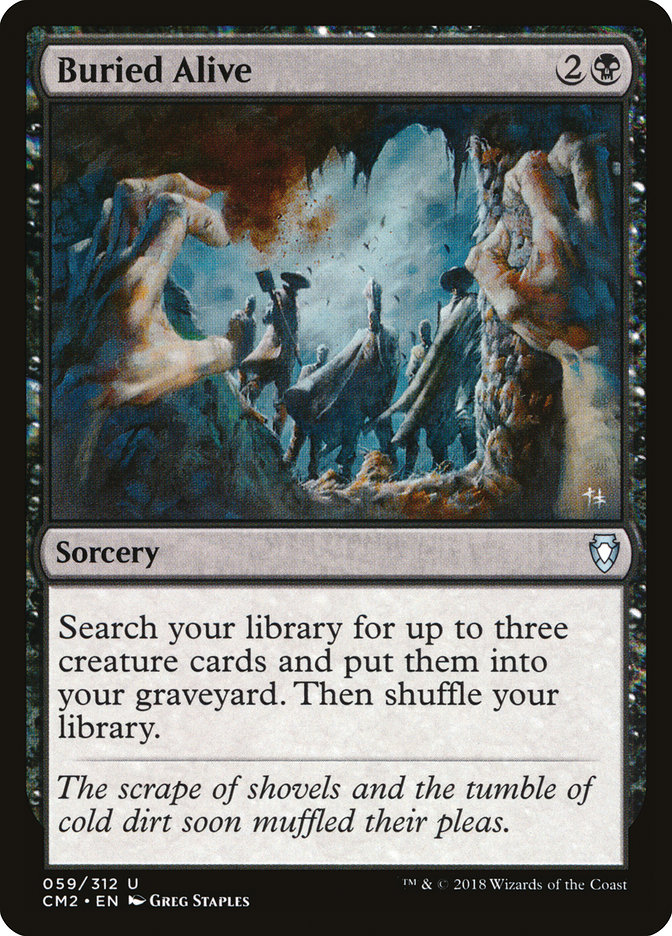 Buried Alive 2
Sorcery
Search your library for up to three
creature cards and put them into
your graveyard. Then shuffle your
library.
The scrape of shovels and the tumble of
cold dirt soon muffled their pleas.
059/312 U ™ & © 2018 Wizards of the Coast
CM2 • EN Greg Staples